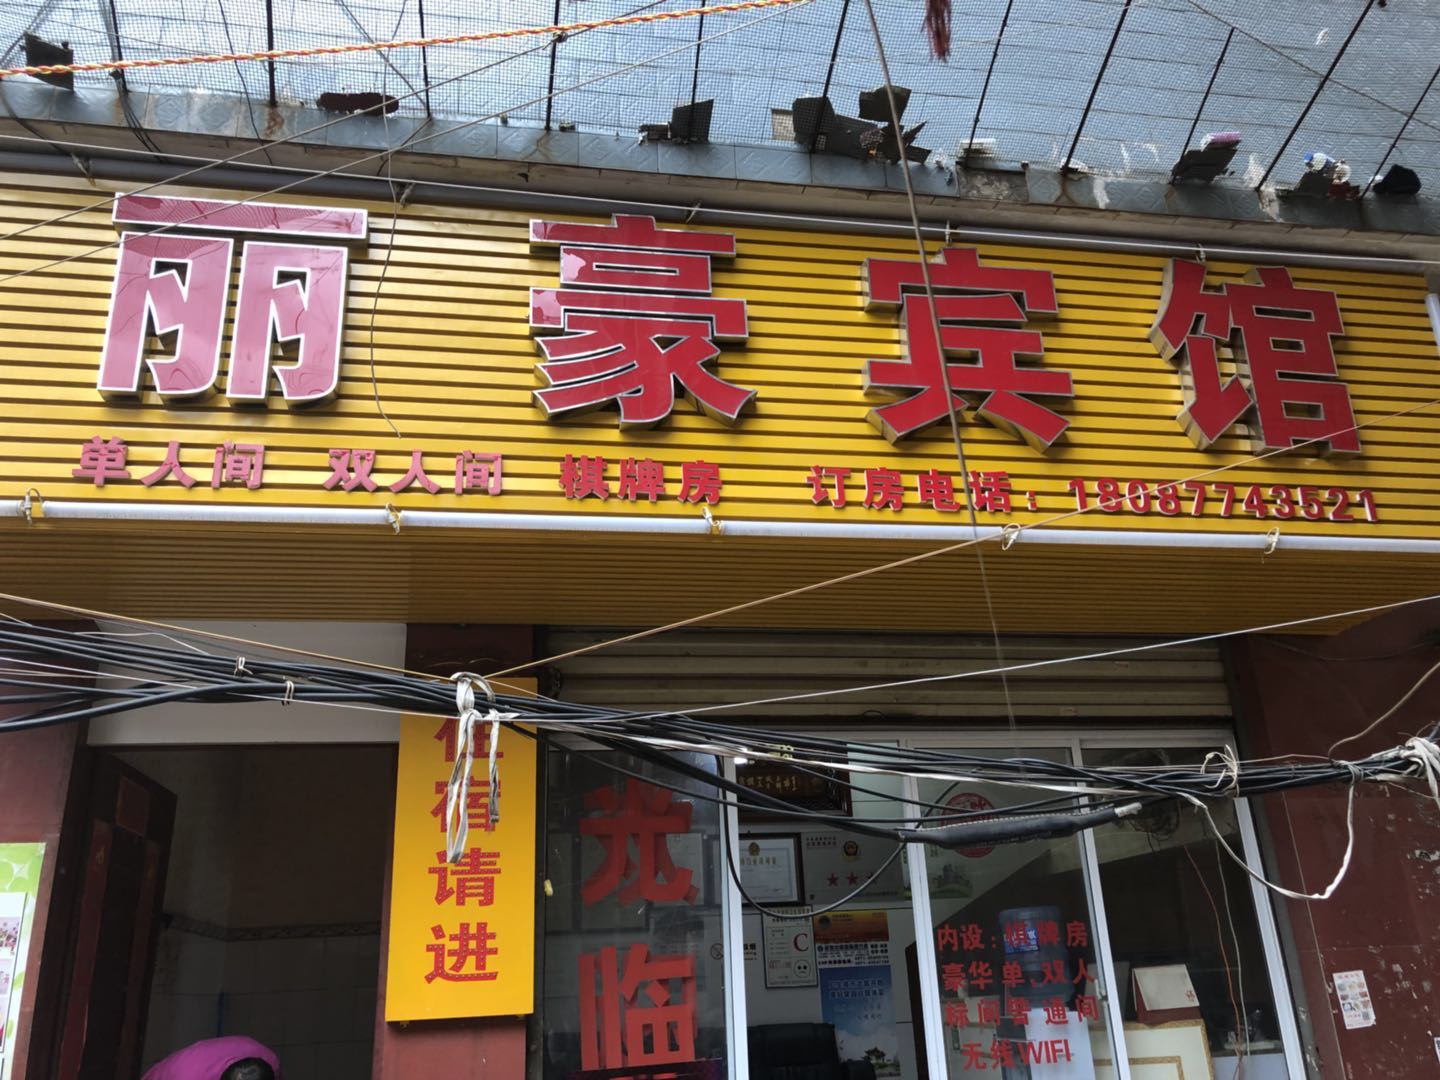 丽豪宾馆
单人间 双人间 棋牌房 订房电话：18087743521
住宿请进
光临
内设：棋牌房
豪华单、双人
标间普通间
无线WIFI
C